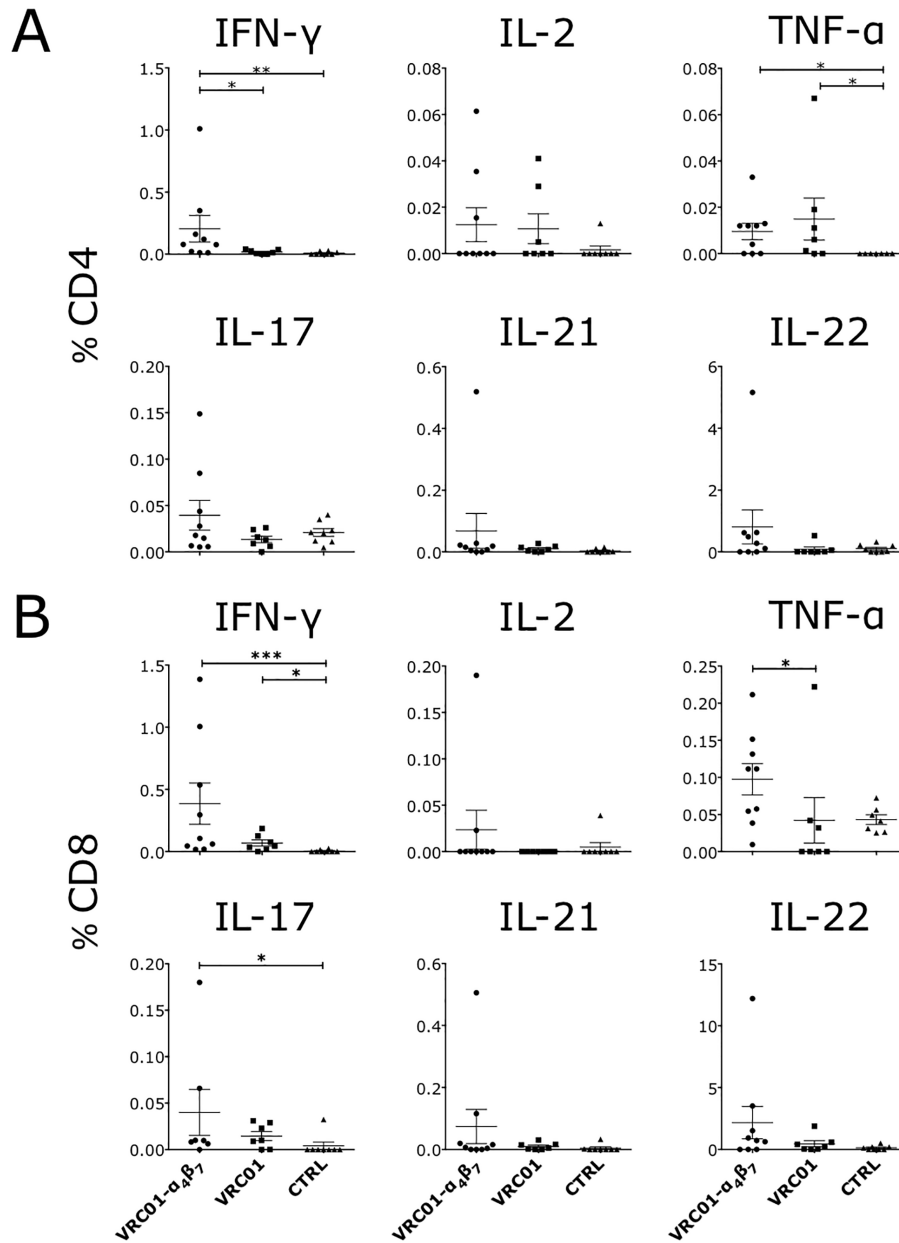 A
IFN-γ IL-2 TNF-α
1.5 0.08 0.08
** *
* *
1.0 0.06 0.06
0.04 0.04
0.5
0.02 0.02
0.0 0.00 0.00
% CD4
IL-17 IL-21 IL-22
0.20 0.6 6
0.15
0.4 4
0.10
0.2 2
0.05
0.00 0.0 0
B
IFN-γ IL-2 TNF-α
1.5 0.20 0.25
*** *
*
0.20
0.15
1.0
0.15
0.10
0.10
0.5
0.05 0.05
0.0 0.00 0.00
% CD8
IL-17 IL-21 IL-22
0.20 0.6 15
*
0.15
0.4 10
0.10
0.2 5
0.05
0.00 0.0 0
VRC01-α₄β₇ VRC01 CTRL VRC01-α₄β₇ VRC01 CTRL VRC01-α₄β₇ VRC01 CTRL